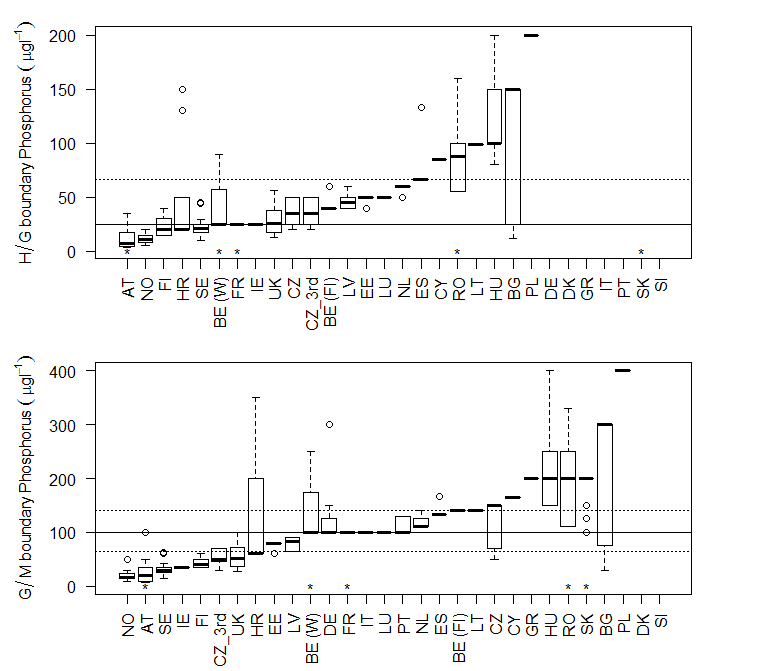 H/G boundary Phosphorus ( μgl⁻¹)
200
150
100
50
0
* * * * *
AT NO FI HR SE BE (W) FR IE UK CZ CZ_3rd BE (FI) LV EE LU NL ES CY RO LT HU BG PL DE DK GR IT PT SK SI
G/M boundary Phosphorus ( μgl⁻¹)
400
300
200
100
0
* * * * *
NO AT SE IE FI CZ_3rd UK HR EE LV BE (W) DE FR IT LU PT NL ES BE (FI) LT CZ CY GR HU RO SK BG PL DK SI